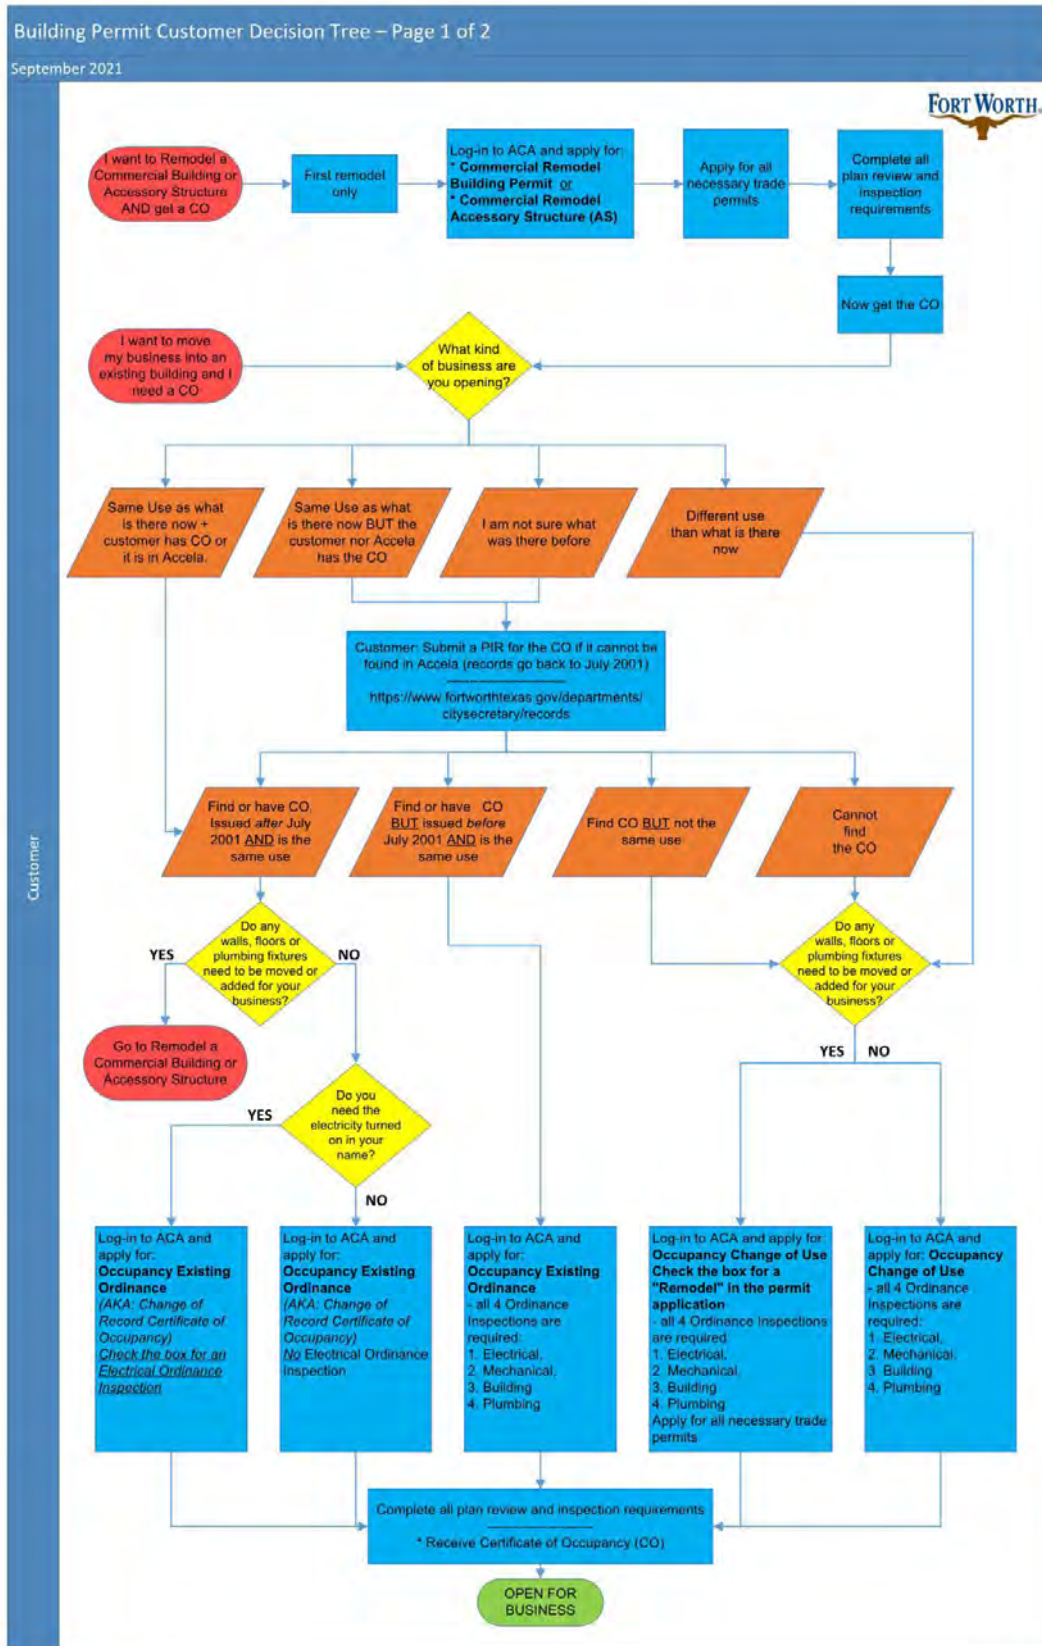 Building Permit Customer Decision Tree – Page 1 of 2
September 2021
FORT WORTH®
Customer
I want to Remodel a
Commercial Building or
Accessory Structure
AND get a CO
First remodel
only
Log-in to ACA and apply for:
* Commercial Remodel
Building Permit or
* Commercial Remodel
Accessory Structure (AS)
Apply for all
necessary trade
permits
Complete all
plan review and
inspection
requirements
Now get the CO
I want to move
my business into an
existing building and I
need a CO
What kind
of business are
you opening?
Same Use as what
is there now +
customer has CO or
it is in Accela.
Same Use as what
is there now BUT the
customer nor Accela
has the CO
I am not sure what
was there before
Different use
than what is there
now
Customer: Submit a PIR for the CO if it cannot be
found in Accela (records go back to July 2001)
https://www.fortworthtexas.gov/departments/
citysecretary/records
Find or have CO,
Issued after July
2001 AND is the
same use
Find or have CO
BUT issued before
July 2001 AND is the
same use
Find CO BUT not the
same use
Cannot
find
the CO
Do any
walls, floors or
plumbing fixtures
need to be moved or
added for your
business?
YES
NO
Do any
walls, floors or
plumbing fixtures
need to be moved or
added for your
business?
Go to Remodel a
Commercial Building or
Accessory Structure
YES NO
Do you
need the
electricity turned
on in your
name?
YES
NO
Log-in to ACA and
apply for:
Occupancy Existing
Ordinance
(AKA: Change of
Record Certificate of
Occupancy)
Check the box for an
Electrical Ordinance
Inspection
Log-in to ACA and
apply for:
Occupancy Existing
Ordinance
(AKA: Change of
Record Certificate of
Occupancy)
No Electrical Ordinance
Inspection
Log-in to ACA and
apply for:
Occupancy Existing
Ordinance
- all 4 Ordinance
Inspections are
required:
1. Electrical,
2. Mechanical,
3. Building
4. Plumbing
Log-in to ACA and apply for:
Occupancy Change of Use
Check the box for a
"Remodel" in the permit
application
- all 4 Ordinance Inspections
are required
1. Electrical,
2. Mechanical,
3. Building
4. Plumbing
Apply for all necessary trade
permits
Log-in to ACA and
apply for: Occupancy
Change of Use
- all 4 Ordinance
Inspections are
required:
1. Electrical,
2. Mechanical,
3 Building
4. Plumbing
Complete all plan review and inspection requirements
* Receive Certificate of Occupancy (CO)
OPEN FOR
BUSINESS